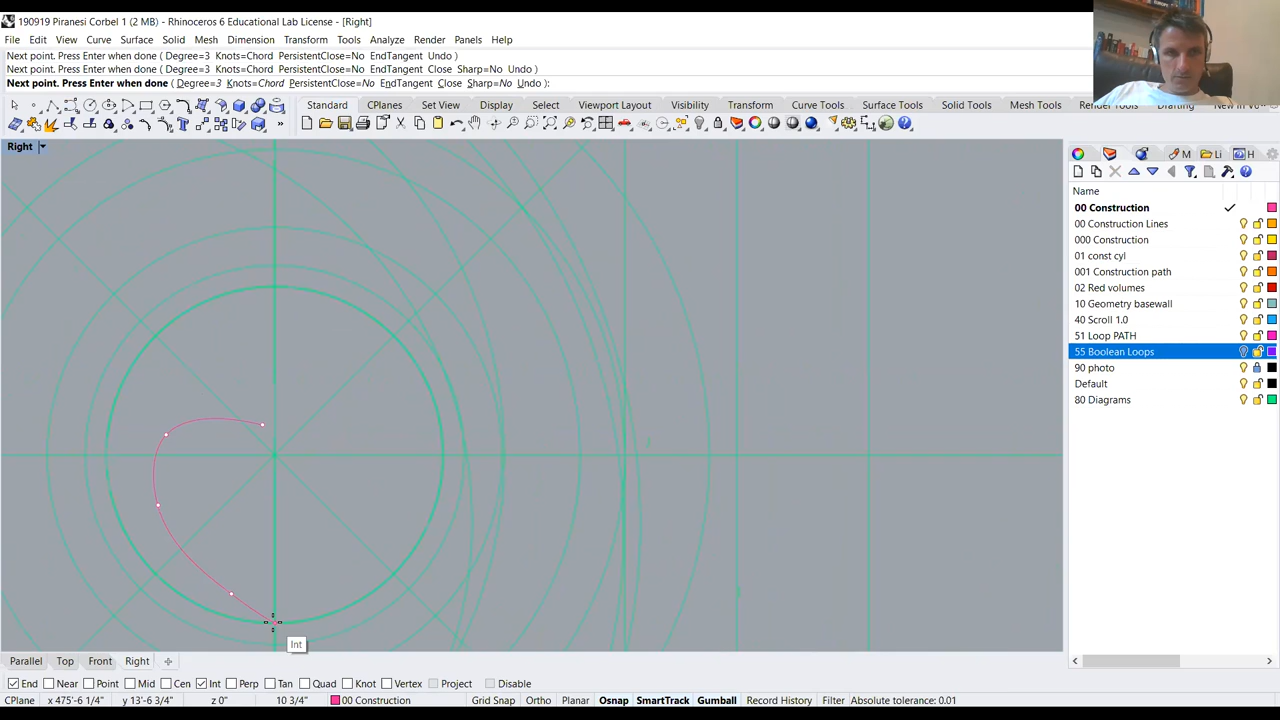 190919 Piranesi Corbel 1 (2 MB) - Rhinoceros 6 Educational Lab License - [Right]
File Edit View Curve Surface Solid Mesh Dimension Transform Tools Analyze Render Panels Help
Next point. Press Enter when done ( Degree=3 Knots=Chord PersistentClose=No EndTangent Undo )
Next point. Press Enter when done ( Degree=3 Knots=Chord PersistentClose=No EndTangent Close Sharp=No Undo )
Next point. Press Enter when done ( Degree=3 Knots=Chord PersistentClose=No EndTangent Close Sharp=No Undo ):
Standard CPlanes Set View Display Select Viewport Layout Visibility Transform Curve Tools Surface Tools Solid Tools Mesh Tools Render Tools Drafting
Right
M Li H
Name
00 Construction
00 Construction Lines
000 Construction
01 const cyl
001 Construction path
02 Red volumes
10 Geometry basewall
40 Scroll 1.0
51 Loop PATH
55 Boolean Loops
90 photo
Default
80 Diagrams
Int
Parallel Top Front Right
End Near Point Mid Cen Int Perp Tan Quad Knot Vertex Project Disable
CPlane x 475'-6 1/4" y 13'-6 3/4" z 0" 10 3/4" 00 Construction Grid Snap Ortho Planar Osnap SmartTrack Gumball Record History Filter Absolute tolerance: 0.01